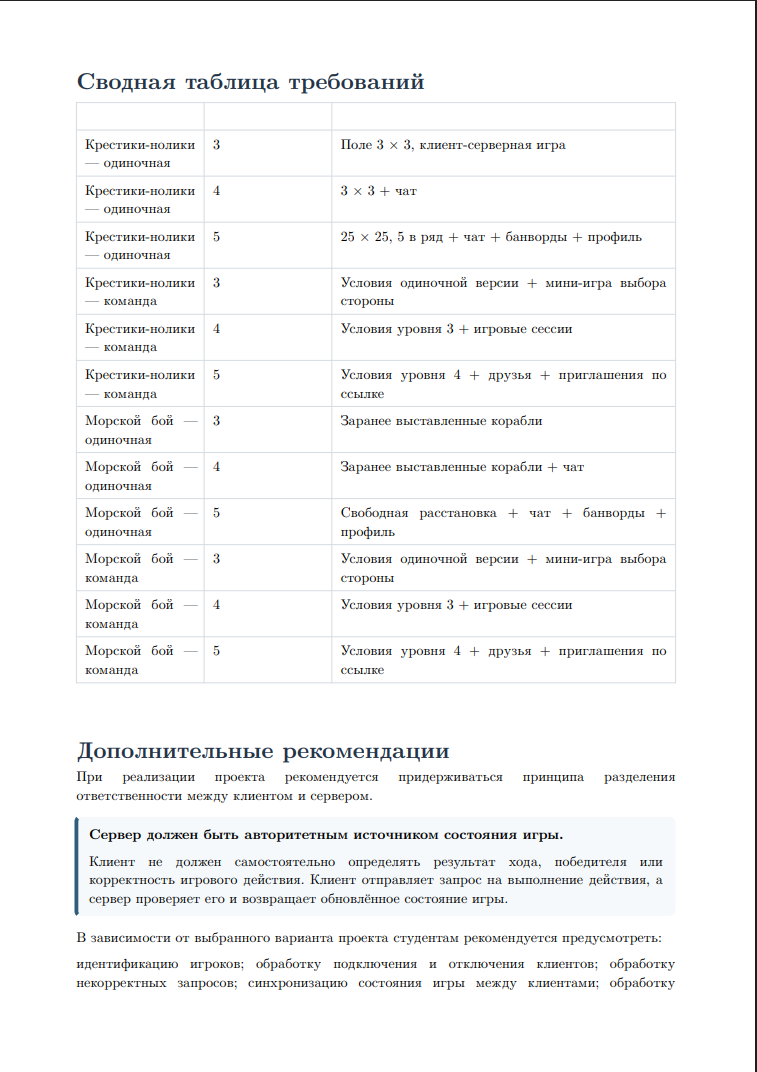 Сводная таблица требований
Крестики-нолики 3 Поле 3 × 3, клиент-серверная игра
— одиночная
Крестики-нолики 4 3 × 3 + чат
— одиночная
Крестики-нолики 5 25 × 25, 5 в ряд + чат + банворды + профиль
— одиночная
Крестики-нолики 3 Условия одиночной версии + мини-игра выбора
— команда стороны
Крестики-нолики 4 Условия уровня 3 + игровые сессии
— команда
Крестики-нолики 5 Условия уровня 4 + друзья + приглашения по
— команда ссылке
Морской бой — 3 Заранее выставленные корабли
одиночная
Морской бой — 4 Заранее выставленные корабли + чат
одиночная
Морской бой — 5 Свободная расстановка + чат + банворды +
одиночная профиль
Морской бой — 3 Условия одиночной версии + мини-игра выбора
команда стороны
Морской бой — 4 Условия уровня 3 + игровые сессии
команда
Морской бой — 5 Условия уровня 4 + друзья + приглашения по
команда ссылке
Дополнительные рекомендации
При реализации проекта рекомендуется придерживаться принципа разделения
ответственности между клиентом и сервером.
Сервер должен быть авторитетным источником состояния игры.
Клиент не должен самостоятельно определять результат хода, победителя или
корректность игрового действия. Клиент отправляет запрос на выполнение действия, а
сервер проверяет его и возвращает обновлённое состояние игры.
В зависимости от выбранного варианта проекта студентам рекомендуется предусмотреть:
идентификацию игроков; обработку подключения и отключения клиентов; обработку
некорректных запросов; синхронизацию состояния игры между клиентами; обработку